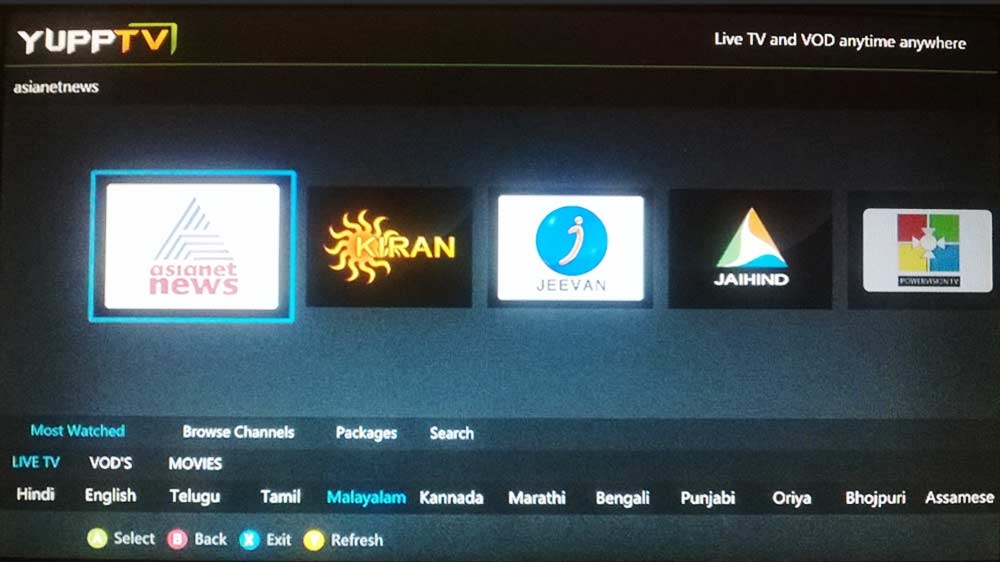 YUPPTV
Live TV and VOD anytime anywhere
asianetnews
asianet
news
KIRAN
j
JEEVAN
JAIHIND
POWERVISION TV
Most Watched Browse Channels Packages Search
LIVE TV VOD'S MOVIES
Hindi English Telugu Tamil Malayalam Kannada Marathi Bengali Punjabi Oriya Bhojpuri Assamese
A Select B Back X Exit Y Refresh